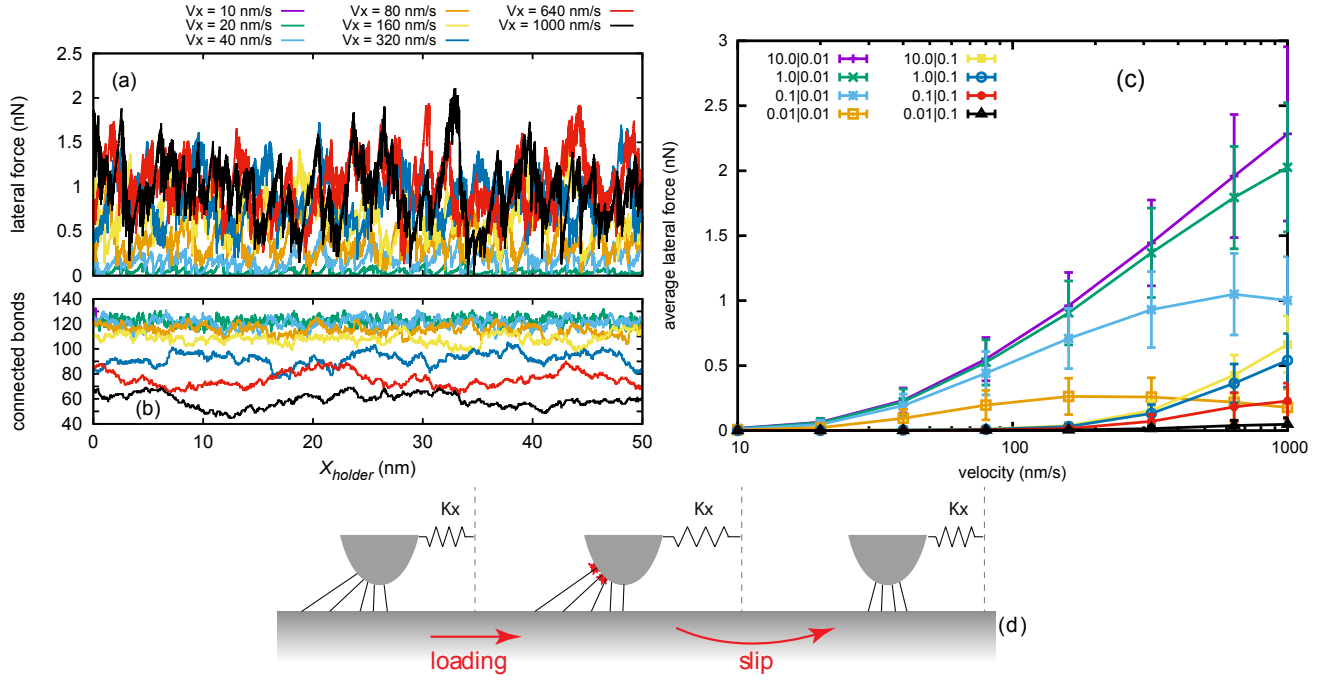 Vx = 10 nm/s Vx = 80 nm/s Vx = 640 nm/s
Vx = 20 nm/s Vx = 160 nm/s Vx = 1000 nm/s
Vx = 40 nm/s Vx = 320 nm/s
(a)
lateral force (nN)
2.5
2
1.5
1
0.5
0
(b)
connected bonds
140
120
100
80
60
40
0 10 20 30 40 50
X_holder (nm)
(c)
10.0|0.01 10.0|0.1
1.0|0.01 1.0|0.1
0.1|0.01 0.1|0.1
0.01|0.01 0.01|0.1
average lateral force (nN)
3
2.5
2
1.5
1
0.5
0
10 100 1000
velocity (nm/s)
Kx Kx Kx
(d)
loading slip